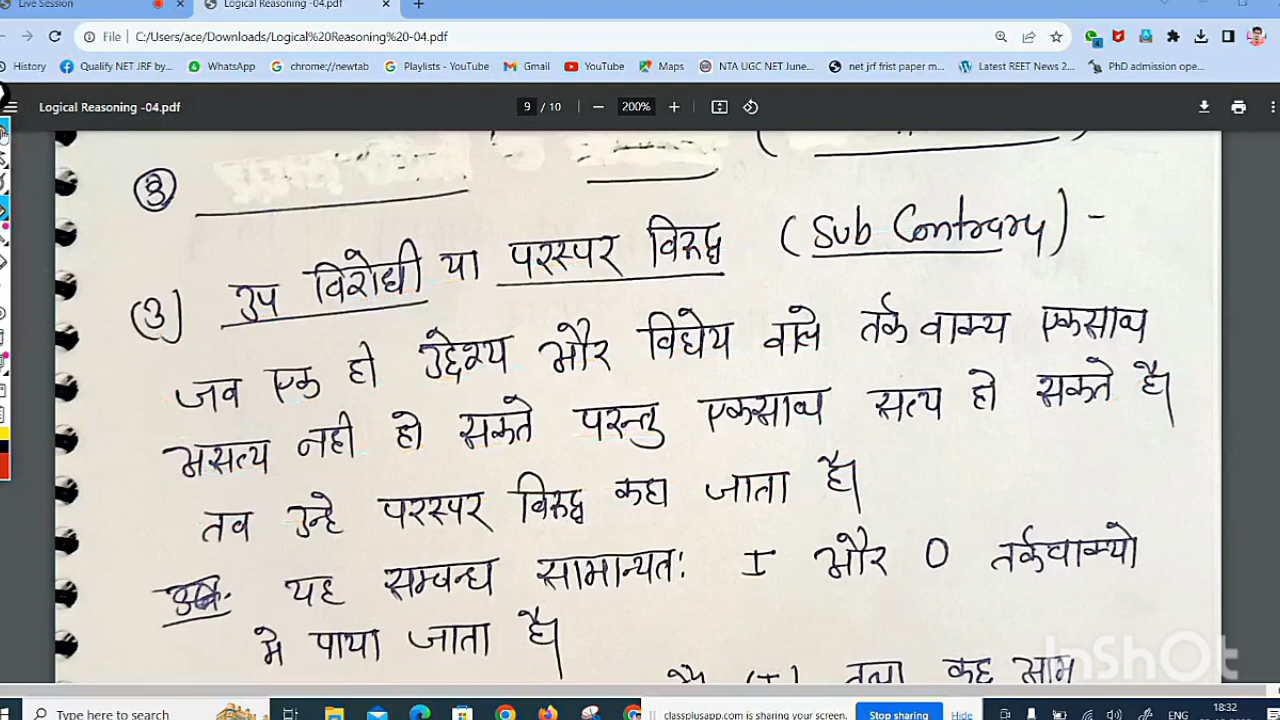 Live Session
Logical Reasoning -04.pdf
File | C:/Users/ace/Downloads/Logical%20Reasoning%20-04.pdf
History Qualify NET JRF by... WhatsApp chrome://newtab Playlists - YouTube Gmail YouTube Maps NTA UGC NET June... net jrf frist paper m... Latest REET News 2... PhD admission ope...
Logical Reasoning -04.pdf 9 / 10 200%
(3) उप विरोधी या परस्पर विरुद्ध (Sub Contrary) -
जव एक ही उद्देश्य और विधेय वाले तर्कवाक्य एकसाथ
असत्य नही हो सकते परन्तु एकसाथ सत्य हो सकते है।
तव उन्हे परस्पर विरुद्ध कहा जाता है।
यह सम्वन्ध सामान्यत: I और O तर्कवाक्यो
मे पाया जाता है।
InShOt
Type here to search
classplusapp.com is sharing your screen. Stop sharing Hide
ENG 18:32